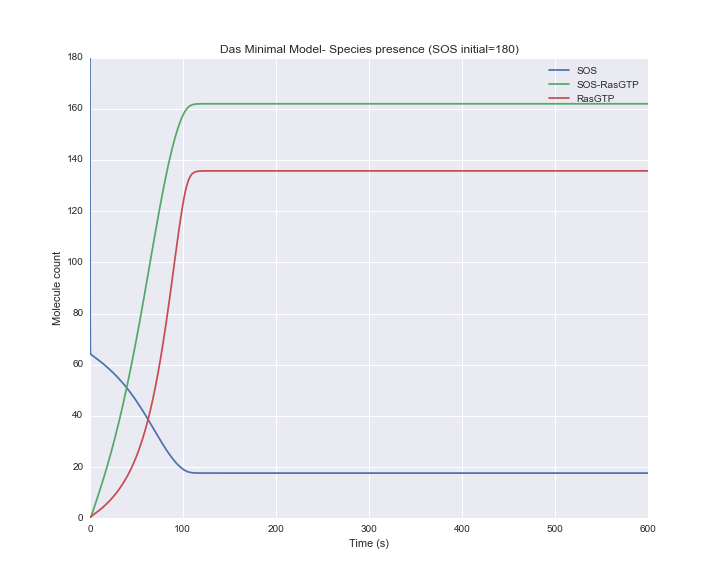 Das Minimal Model- Species presence (SOS initial=180)
180
160
140
120
100
80
60
40
20
0
Molecule count
SOS
SOS-RasGTP
RasGTP
0 100 200 300 400 500 600
Time (s)